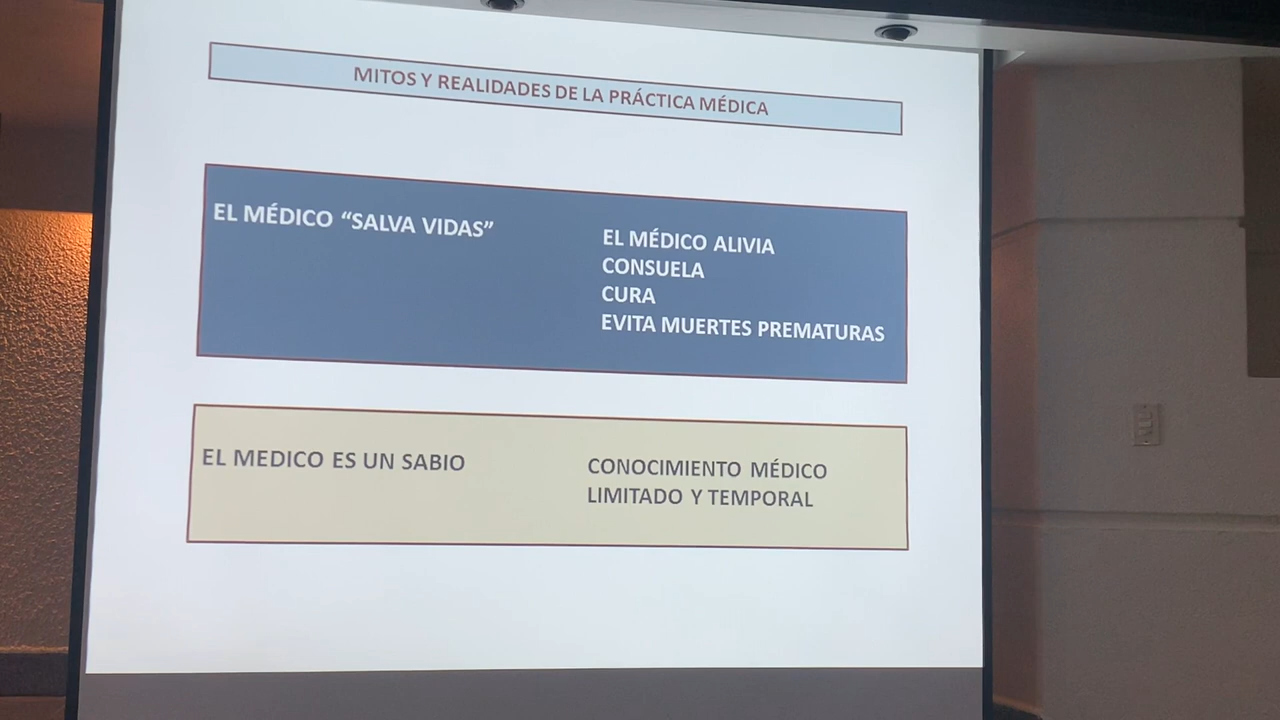 MITOS Y REALIDADES DE LA PRÁCTICA MÉDICA
EL MÉDICO “SALVA VIDAS”
EL MÉDICO ALIVIA
CONSUELA
CURA
EVITA MUERTES PREMATURAS
EL MEDICO ES UN SABIO
CONOCIMIENTO MÉDICO
LIMITADO Y TEMPORAL